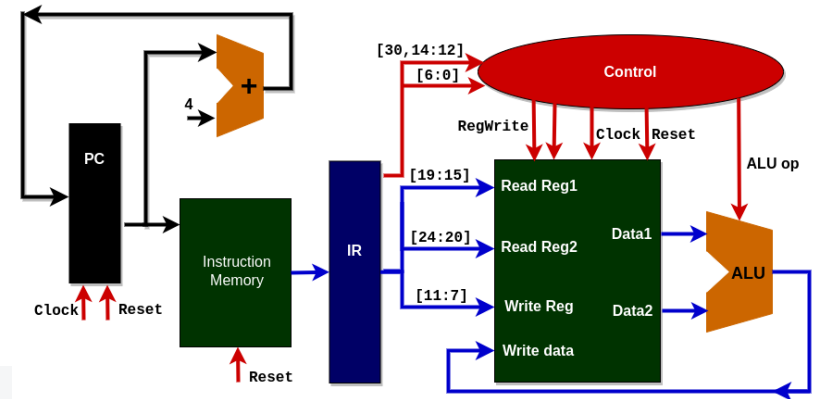 [30,14:12]
[6:0]
Control
+
4
PC
RegWrite
Clock
Reset
ALU op
[19:15]
Read Reg1
[24:20]
Read Reg2
Data1
IR
Instruction
Memory
ALU
[11:7]
Write Reg
Data2
Clock
Reset
Write data
Reset